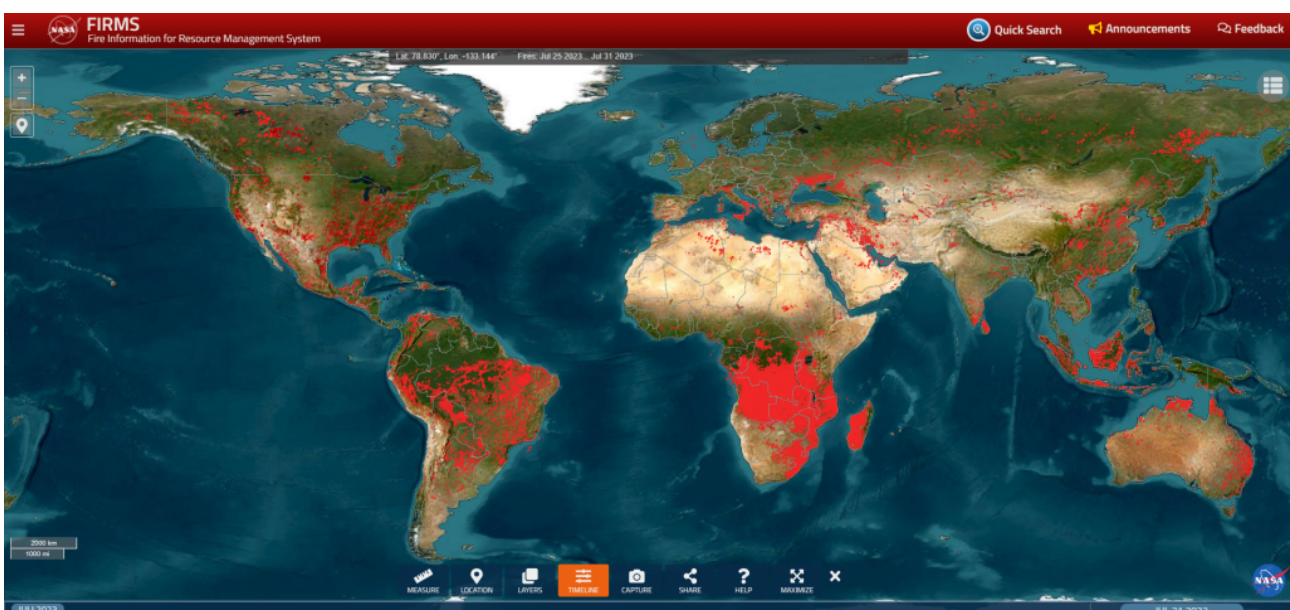 NASA
FIRMS
Fire Information for Resource Management System
Quick Search
Announcements
Feedback
Lat: 78.830°, Lon: -133.144° Fires: Jul 25 2023 .. Jul 31 2023
+
−
2000 km
1000 mi
MEASURE
LOCATION
LAYERS
TIMELINE
CAPTURE
SHARE
?
HELP
MAXIMIZE
NASA